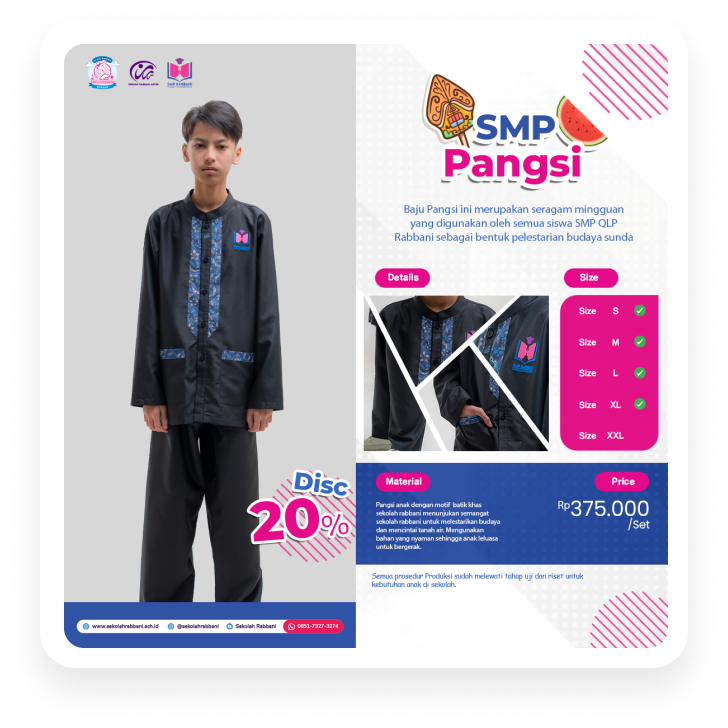 SMP RABBANI
SMP
Pangsi
Baju Pangsi ini merupakan seragam mingguan
yang digunakan oleh semua siswa SMP QLP
Rabbani sebagai bentuk pelestarian budaya sunda
Details
Size
Size S
Size M
Size L
Size XL
Size XXL
Disc
20%
Material
Pangsi anak dengan motif batik khas
sekolah rabbani menunjukan semangat
sekolah rabbani untuk melestarikan budaya
dan mencintai tanah air. Mengunakan
bahan yang nyaman sehingga anak leluasa
untuk bergerak.
Price
Rp375.000
/Set
Semua prosedur Produksi sudah melewati tahap uji dan riset untuk
kebutuhan anak di sekolah.
www.sekolahrabbani.sch.id
@sekolahrabbani
Sekolah Rabbani
0851-7327-3274